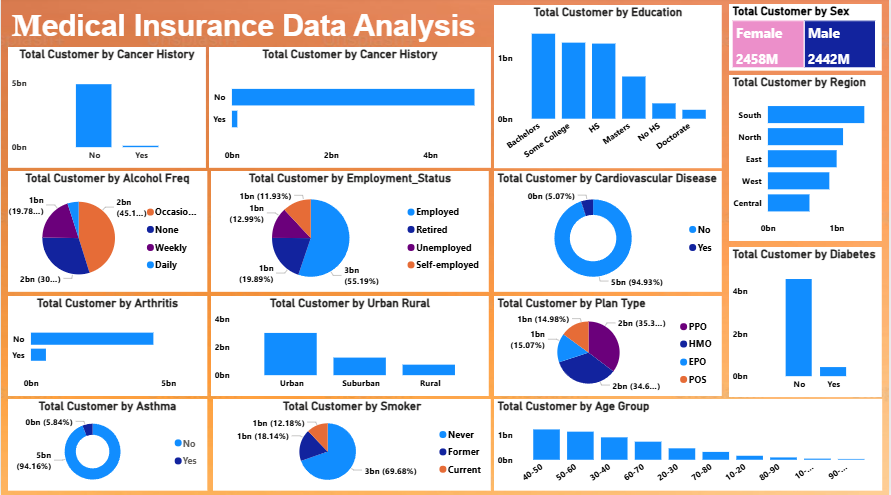 Medical Insurance Data Analysis
Total Customer by Cancer History
5bn
0bn
No
Yes
Total Customer by Cancer History
No
Yes
0bn
2bn
4bn
Total Customer by Education
1bn
0bn
Bachelors
Some College
HS
Masters
No HS
Doctorate
Total Customer by Sex
Female
2458M
Male
2442M
Total Customer by Region
South
North
East
West
Central
0bn
1bn
Total Customer by Alcohol Freq
1bn
(19.78...)
2bn
(45.1...)
2bn (30...)
Occasio...
None
Weekly
Daily
Total Customer by Employment_Status
1bn (11.93%)
1bn
(12.99%)
1bn
(19.89%)
3bn
(55.19%)
Employed
Retired
Unemployed
Self-employed
Total Customer by Cardiovascular Disease
0bn (5.07%)
5bn (94.93%)
No
Yes
Total Customer by Diabetes
4bn
2bn
0bn
No
Yes
Total Customer by Arthritis
No
Yes
0bn
5bn
Total Customer by Urban Rural
4bn
2bn
0bn
Urban
Suburban
Rural
Total Customer by Plan Type
1bn (14.98%)
1bn
(15.07%)
2bn (35.3...)
2bn (34.6...)
PPO
HMO
EPO
POS
Total Customer by Asthma
0bn (5.84%)
5bn
(94.16%)
No
Yes
Total Customer by Smoker
1bn (12.18%)
1bn (18.14%)
3bn (69.68%)
Never
Former
Current
Total Customer by Age Group
1bn
0bn
40-50
50-60
30-40
60-70
20-30
70-80
10-20
80-90
10-...
90-...